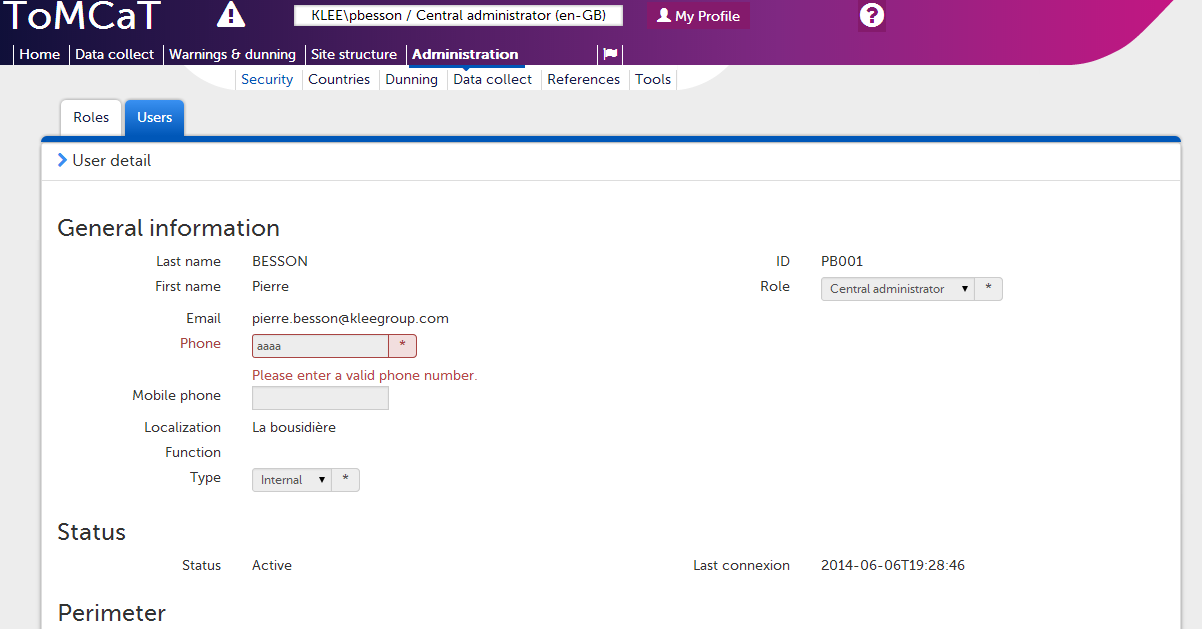 ToMCaT
KLEE\pbesson / Central administrator (en-GB)
My Profile
?
Home
Data collect
Warnings & dunning
Site structure
Administration
Security
Countries
Dunning
Data collect
References
Tools
Roles
Users
User detail
General information
Last name BESSON
ID PB001
First name Pierre
Role Central administrator *
Email pierre.besson@kleegroup.com
Phone aaaa *
Please enter a valid phone number.
Mobile phone
Localization La bousidière
Function
Type Internal *
Status
Status Active
Last connexion 2014-06-06T19:28:46
Perimeter